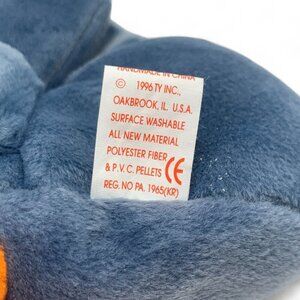 HANDMADE IN CHINA
© 1996 TY INC.,
OAKBROOK, IL. U.S.A.
SURFACE WASHABLE
ALL NEW MATERIAL
POLYESTER FIBER
& P.V.C. PELLETS CE
REG. NO PA. 1965(KR)